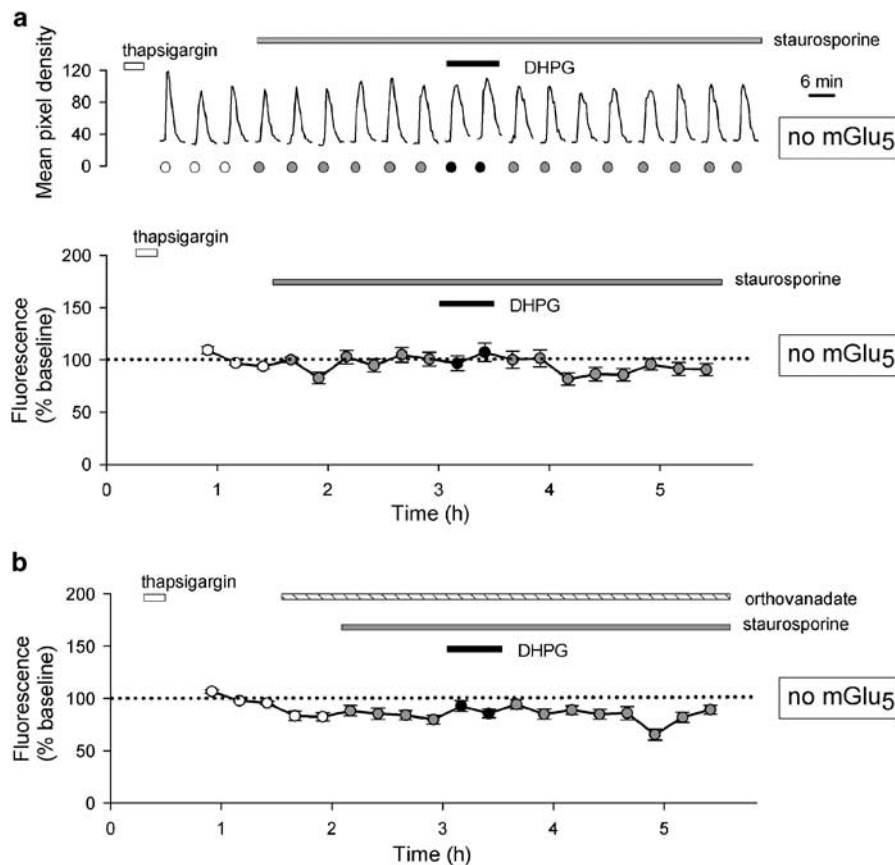 a
thapsigargin
staurosporine
DHPG
6 min
Mean pixel density
120
80
40
0
no mGlu5
thapsigargin
staurosporine
DHPG
Fluorescence
(% baseline)
200
150
100
50
0
no mGlu5
0 1 2 3 4 5
Time (h)
b
thapsigargin
orthovanadate
staurosporine
DHPG
Fluorescence
(% baseline)
200
150
100
50
0
no mGlu5
0 1 2 3 4 5
Time (h)